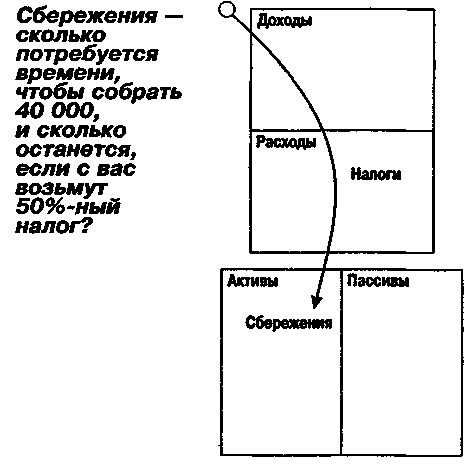 Сбережения —
сколько
потребуется
времени,
чтобы собрать
40 000,
и сколько
останется,
если с вас
возьмут
50%-ный
налог?
Доходы
Расходы
Налоги
Активы
Пассивы
Сбережения